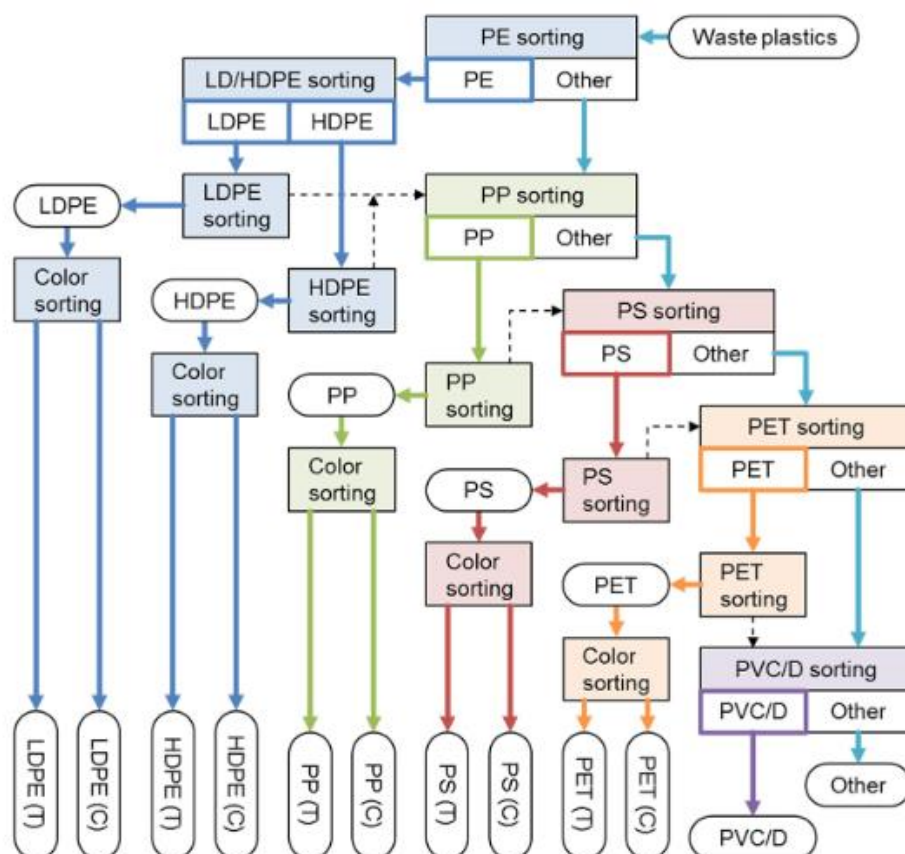 PE sorting
Waste plastics
LD/HDPE sorting
PE
Other
LDPE
HDPE
LDPE
sorting
PP sorting
LDPE
PP
Other
Color
sorting
HDPE
HDPE
sorting
PS sorting
PS
Other
Color
sorting
PP
PP
sorting
PET sorting
PET
Other
Color
sorting
PS
PS
sorting
Color
sorting
PET
PET
sorting
Color
sorting
PVC/D sorting
PVC/D
Other
LDPE (T)
LDPE (C)
HDPE (T)
HDPE (C)
PP (T)
PP (C)
PS (T)
PS (C)
PET (T)
PET (C)
Other
PVC/D